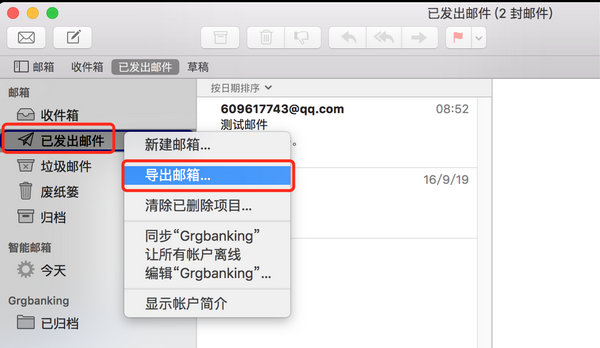 已发出邮件 (2 封邮件)
邮箱 收件箱 已发出邮件 草稿
邮箱
收件箱
已发出邮件
垃圾邮件
废纸篓
归档
智能邮箱
今天
Grgbanking
已归档
按日期排序
609617743@qq.com 08:52
测试邮件
。
16/9/19
新建邮箱...
导出邮箱...
清除已删除项目...
同步“Grgbanking”
让所有帐户离线
编辑“Grgbanking”...
显示帐户简介